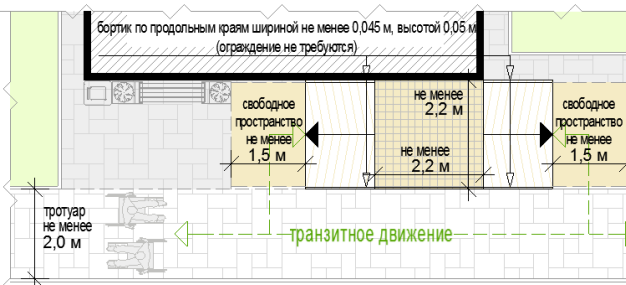 бортик по продольным краям шириной не менее 0,045 м, высотой 0,05 м
(ограждение не требуются)
свободное
пространство
не менее
1,5 м
не менее
2,2 м
не менее
2,2 м
свободное
пространство
не менее
1,5 м
тротуар
не менее
2,0 м
транзитное движение